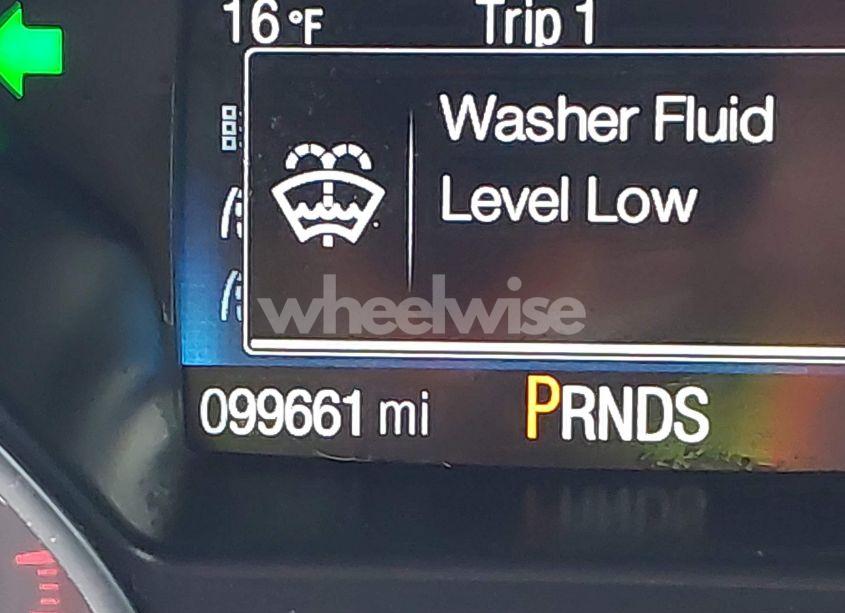 16 °F Trip 1
Washer Fluid
Level Low
wheelwise
099661 mi PRNDS